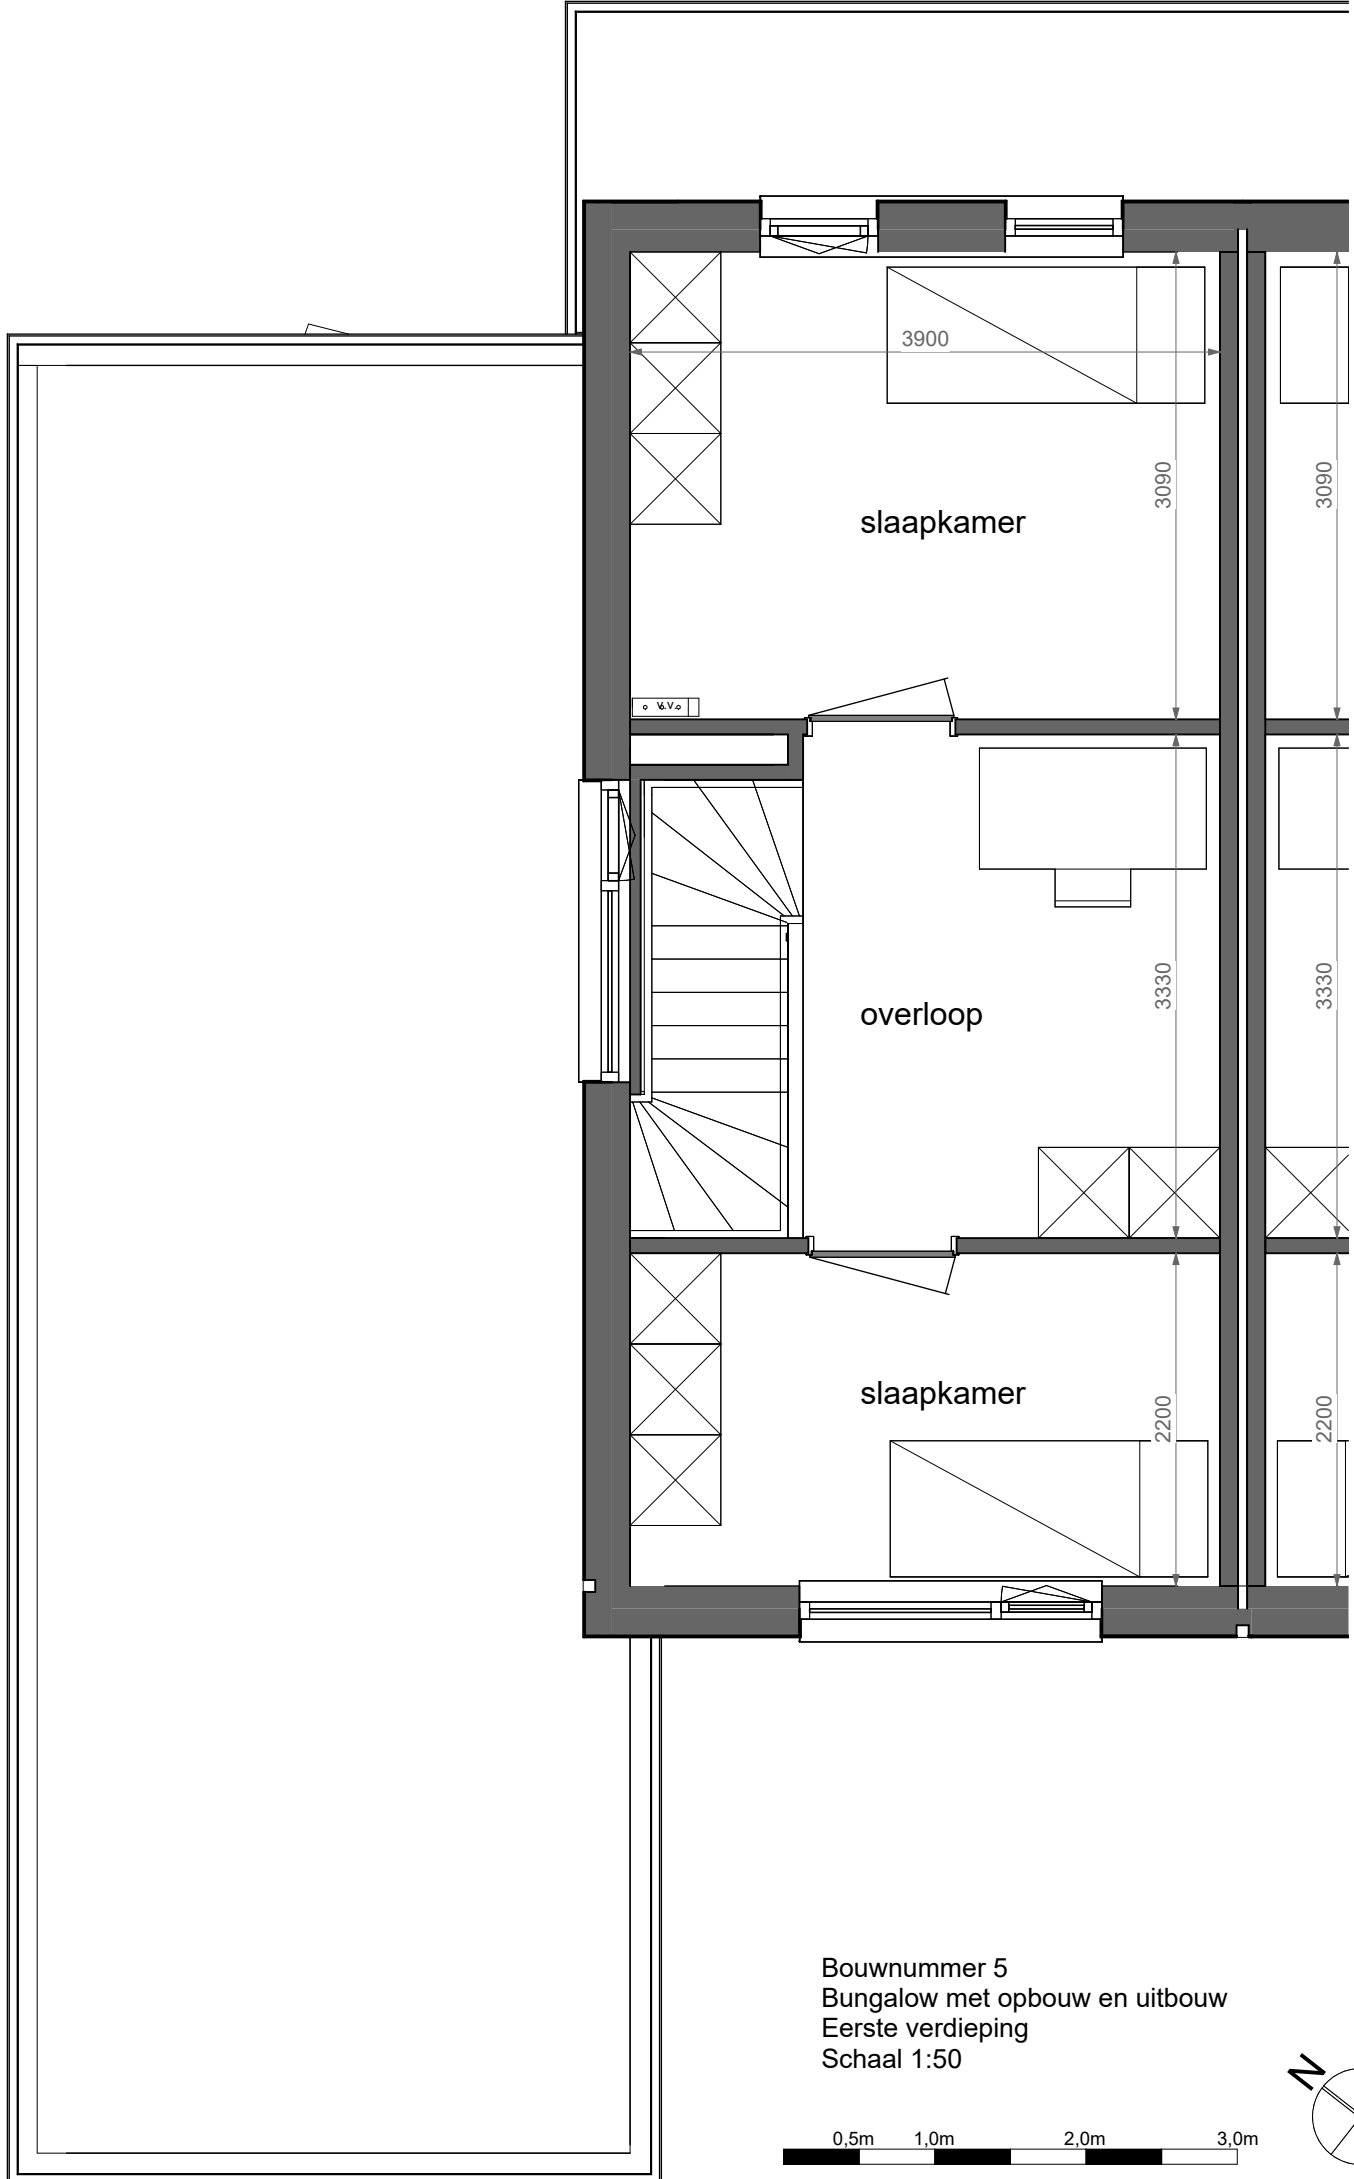 3900
3090
3090
slaapkamer
v.v.
3330
3330
overloop
slaapkamer
2200
2200
Bouwnummer 5
Bungalow met opbouw en uitbouw
Eerste verdieping
Schaal 1:50
N
0,5m 1,0m 2,0m 3,0m